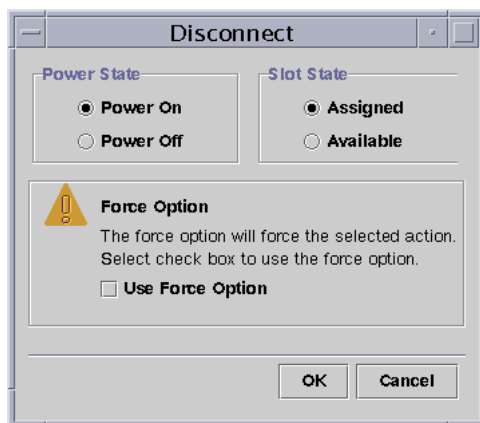 Disconnect
Power State
Power On
Power Off
Slot State
Assigned
Available
Force Option
The force option will force the selected action.
Select check box to use the force option.
Use Force Option
OK
Cancel